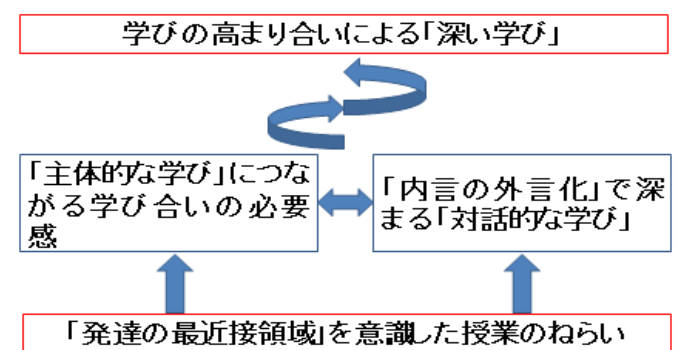 学びの高まり合いによる「深い学び」
「主体的な学び」につな
がる学び合いの必要
感
「内言の外言化」で深
まる「対話的な学び」
「発達の最近接領域」を意識した授業のねらい